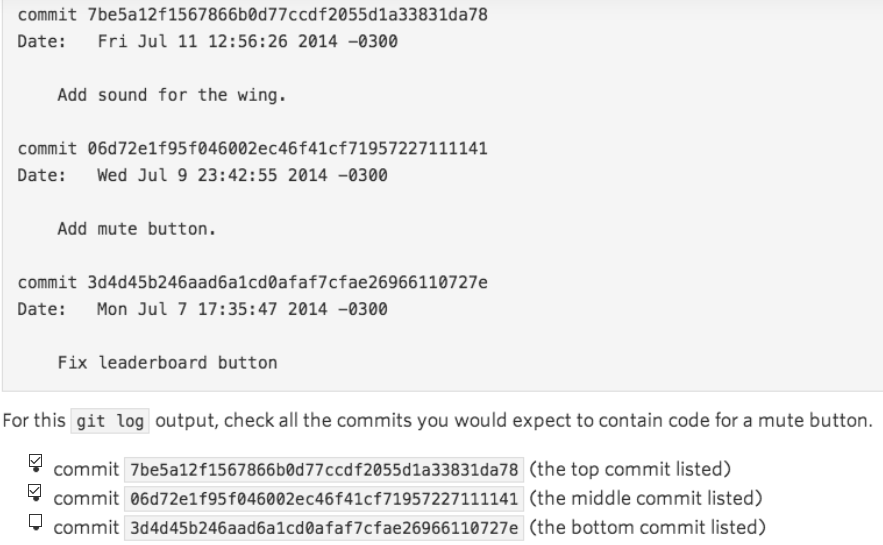 commit 7be5a12f1567866b0d77ccdf2055d1a33831da78
Date:   Fri Jul 11 12:56:26 2014 -0300
Add sound for the wing.
commit 06d72e1f95f046002ec46f41cf71957227111141
Date:   Wed Jul 9 23:42:55 2014 -0300
Add mute button.
commit 3d4d45b246aad6a1cd0afaf7cfae26966110727e
Date:   Mon Jul 7 17:35:47 2014 -0300
Fix leaderboard button
For this git log output, check all the commits you would expect to contain code for a mute button.
commit 7be5a12f1567866b0d77ccdf2055d1a33831da78 (the top commit listed)
commit 06d72e1f95f046002ec46f41cf71957227111141 (the middle commit listed)
commit 3d4d45b246aad6a1cd0afaf7cfae26966110727e (the bottom commit listed)